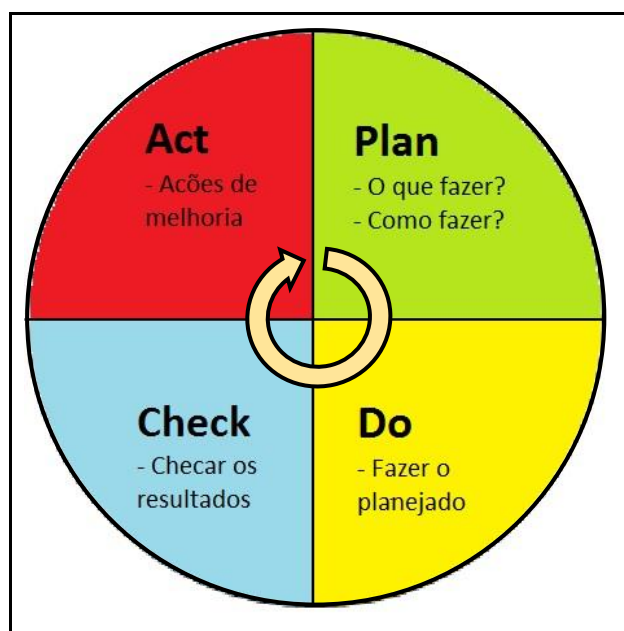 Act
- Acões de
melhoria
Plan
- O que fazer?
- Como fazer?
Check
- Checar os
resultados
Do
- Fazer o
planejado